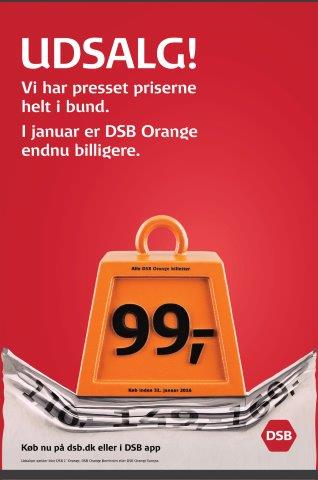 UDSALG!
Vi har presset priserne
helt i bund.
I januar er DSB Orange
endnu billigere.
Alle DSB Orange billetter
99,-
Køb inden 31. januar 2016
149,
Køb nu på dsb.dk eller i DSB app
DSB